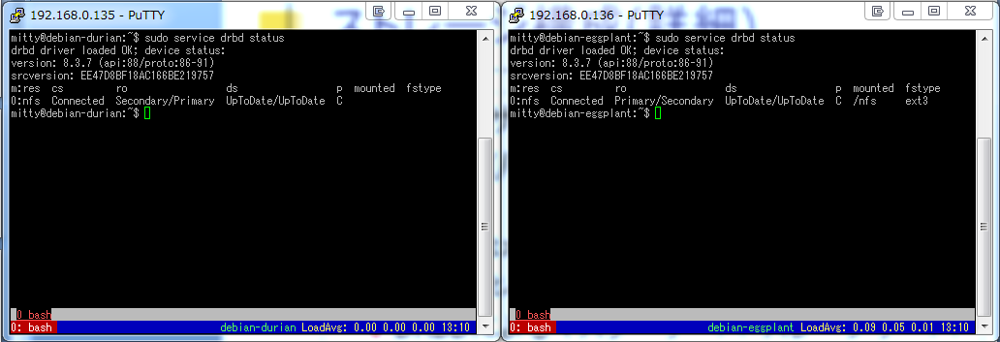 192.168.0.135 - PuTTY
mitty@debian-durian:~$ sudo service drbd status
drbd driver loaded OK; device status:
version: 8.3.7 (api:88/proto:86-91)
srcversion: EE47D8BF18AC166BE219757
m:res cs ro ds p mounted fstype
0:nfs Connected Secondary/Primary UpToDate/UpToDate C
mitty@debian-durian:~$
0 bash
0: bash debian-durian LoadAvg: 0.00 0.00 0.00 13:10
192.168.0.136 - PuTTY
mitty@debian-eggplant:~$ sudo service drbd status
drbd driver loaded OK; device status:
version: 8.3.7 (api:88/proto:86-91)
srcversion: EE47D8BF18AC166BE219757
m:res cs ro ds p mounted fstype
0:nfs Connected Primary/Secondary UpToDate/UpToDate C /nfs ext3
mitty@debian-eggplant:~$
0 bash
0: bash debian-eggplant LoadAvg: 0.09 0.05 0.01 13:10